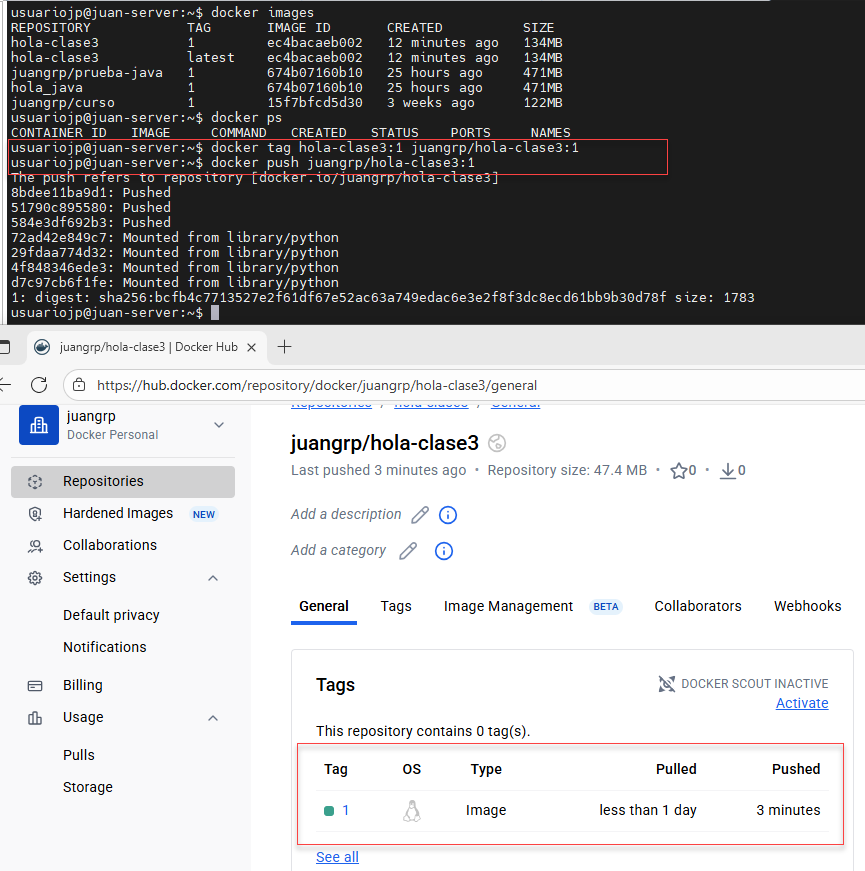 usuariojp@juan-server:~$ docker images
REPOSITORY TAG IMAGE ID CREATED SIZE
hola-clase3 1 ec4bacaeb002 12 minutes ago 134MB
hola-clase3 latest ec4bacaeb002 12 minutes ago 134MB
juangrp/prueba-java 1 674b07160b10 25 hours ago 471MB
hola_java 1 674b07160b10 25 hours ago 471MB
juangrp/curso 1 15f7bfcd5d30 3 weeks ago 122MB
usuariojp@juan-server:~$ docker ps
CONTAINER ID IMAGE COMMAND CREATED STATUS PORTS NAMES
usuariojp@juan-server:~$ docker tag hola-clase3:1 juangrp/hola-clase3:1
usuariojp@juan-server:~$ docker push juangrp/hola-clase3:1
The push refers to repository [docker.io/juangrp/hola-clase3]
8bdee11ba9d1: Pushed
51790c895580: Pushed
584e3df692b3: Pushed
72ad42e849c7: Mounted from library/python
29fdaa774d32: Mounted from library/python
4f848346ede3: Mounted from library/python
d7c97cb6f1fe: Mounted from library/python
1: digest: sha256:bcfb4c7713527e2f61df67e52ac63a749edac6e3e2f8f3dc8ecd61bb9b30d78f size: 1783
usuariojp@juan-server:~$
juangrp/hola-clase3 | Docker Hub
https://hub.docker.com/repository/docker/juangrp/hola-clase3/general
juangrp
Docker Personal
Repositories
Hardened Images NEW
Collaborations
Settings
Default privacy
Notifications
Billing
Usage
Pulls
Storage
Repositories / hola-clase3 / General
juangrp/hola-clase3
Last pushed 3 minutes ago • Repository size: 47.4 MB • 0 • 0
Add a description
Add a category
General Tags Image Management BETA Collaborators Webhooks
Tags
DOCKER SCOUT INACTIVE
Activate
This repository contains 0 tag(s).
Tag OS Type Pulled Pushed
1 Image less than 1 day 3 minutes
See all